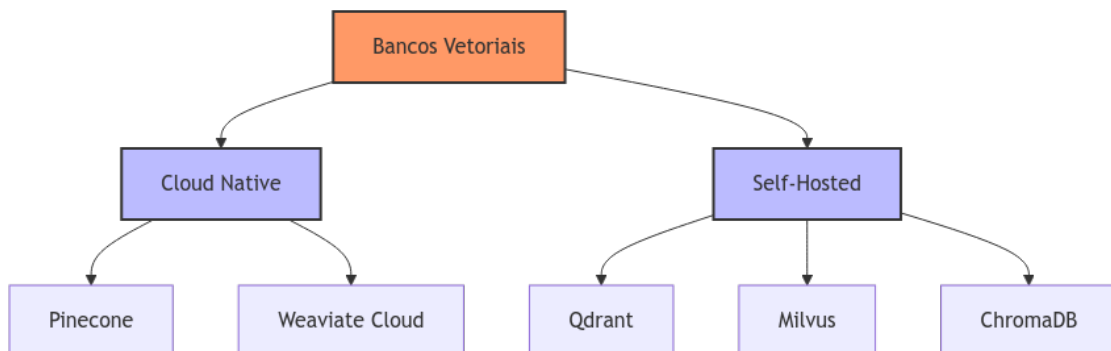 Bancos Vetoriais
Cloud Native
Self-Hosted
Pinecone
Weaviate Cloud
Qdrant
Milvus
ChromaDB